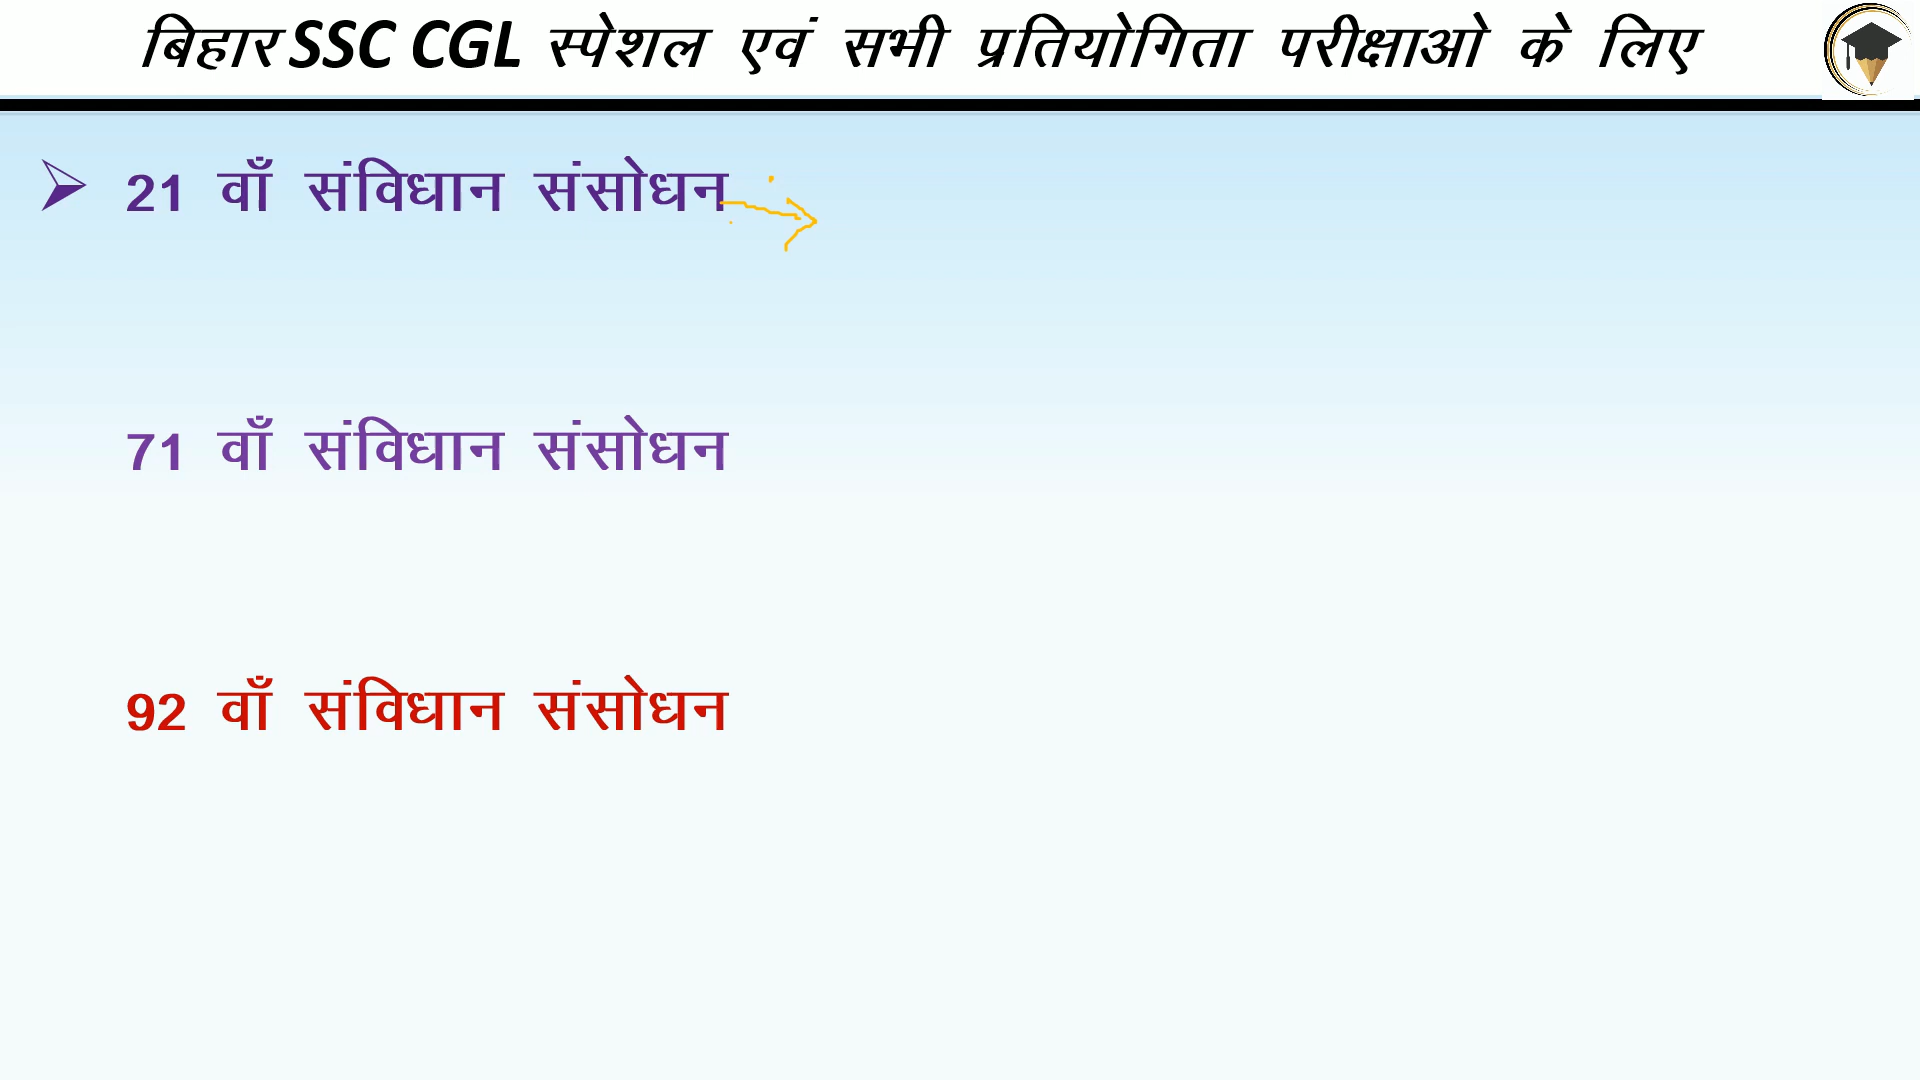 बिहार SSC CGL स्पेशल एवं सभी प्रतियोगिता परीक्षाओ के लिए
21 वाँ संविधान संसोधन
71 वाँ संविधान संसोधन
92 वाँ संविधान संसोधन